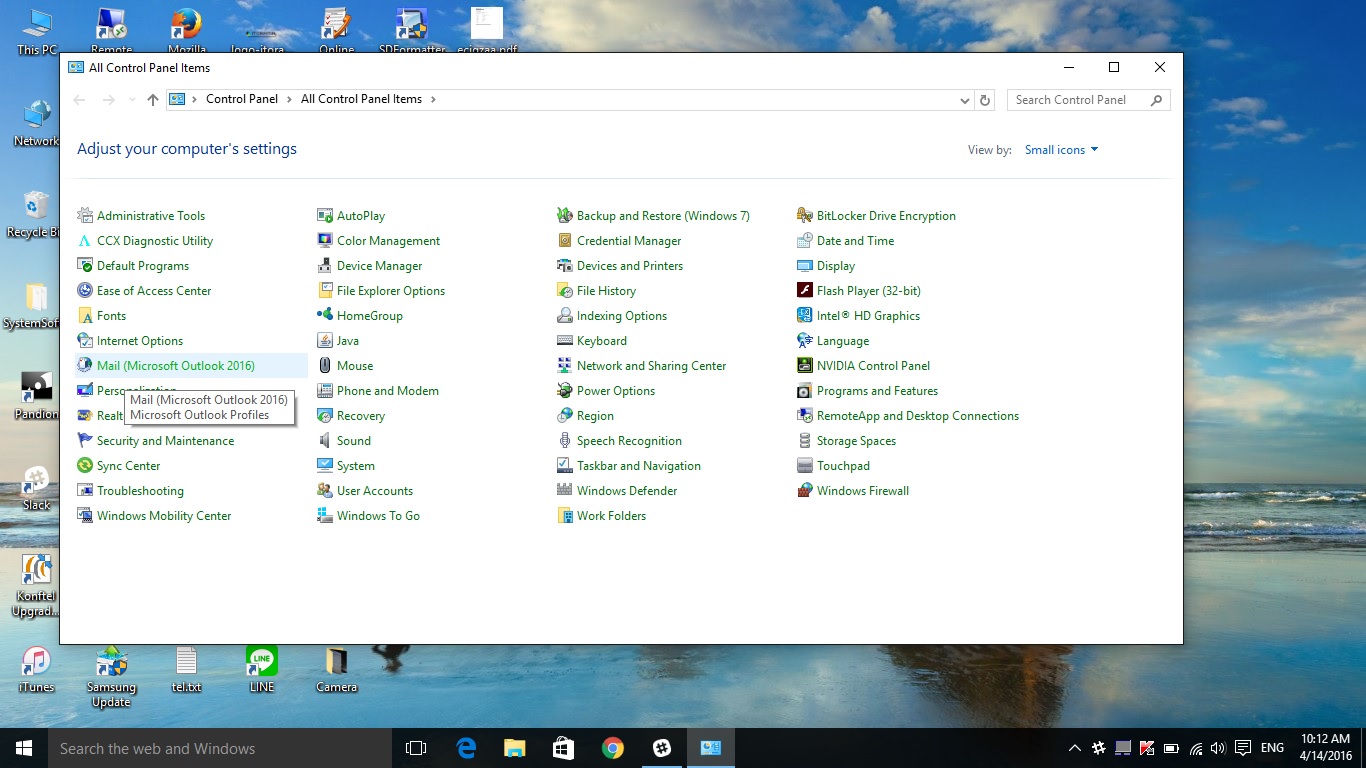 This PC
Remote
Mozilla
logo-itora
Online
SDFormatter
ecigzaa.pdf
All Control Panel Items
Control Panel
All Control Panel Items
Search Control Panel
Network
Adjust your computer's settings
View by:
Small icons
Administrative Tools
AutoPlay
Backup and Restore (Windows 7)
BitLocker Drive Encryption
Recycle Bi
CCX Diagnostic Utility
Color Management
Credential Manager
Date and Time
Default Programs
Device Manager
Devices and Printers
Display
Ease of Access Center
File Explorer Options
File History
Flash Player (32-bit)
SystemSof
Fonts
HomeGroup
Indexing Options
Intel® HD Graphics
Internet Options
Java
Keyboard
Language
Mail (Microsoft Outlook 2016)
Mouse
Network and Sharing Center
NVIDIA Control Panel
Personalization
Mail (Microsoft Outlook 2016)
Microsoft Outlook Profiles
Phone and Modem
Power Options
Programs and Features
Pandion
Realt
Recovery
Region
RemoteApp and Desktop Connections
Security and Maintenance
Sound
Speech Recognition
Storage Spaces
Sync Center
System
Taskbar and Navigation
Touchpad
Troubleshooting
User Accounts
Windows Defender
Windows Firewall
Slack
Windows Mobility Center
Windows To Go
Work Folders
Konftel
Upgrad...
iTunes
Samsung
Update
tel.txt
LINE
LINE
Camera
Search the web and Windows
ENG
10:12 AM
4/14/2016